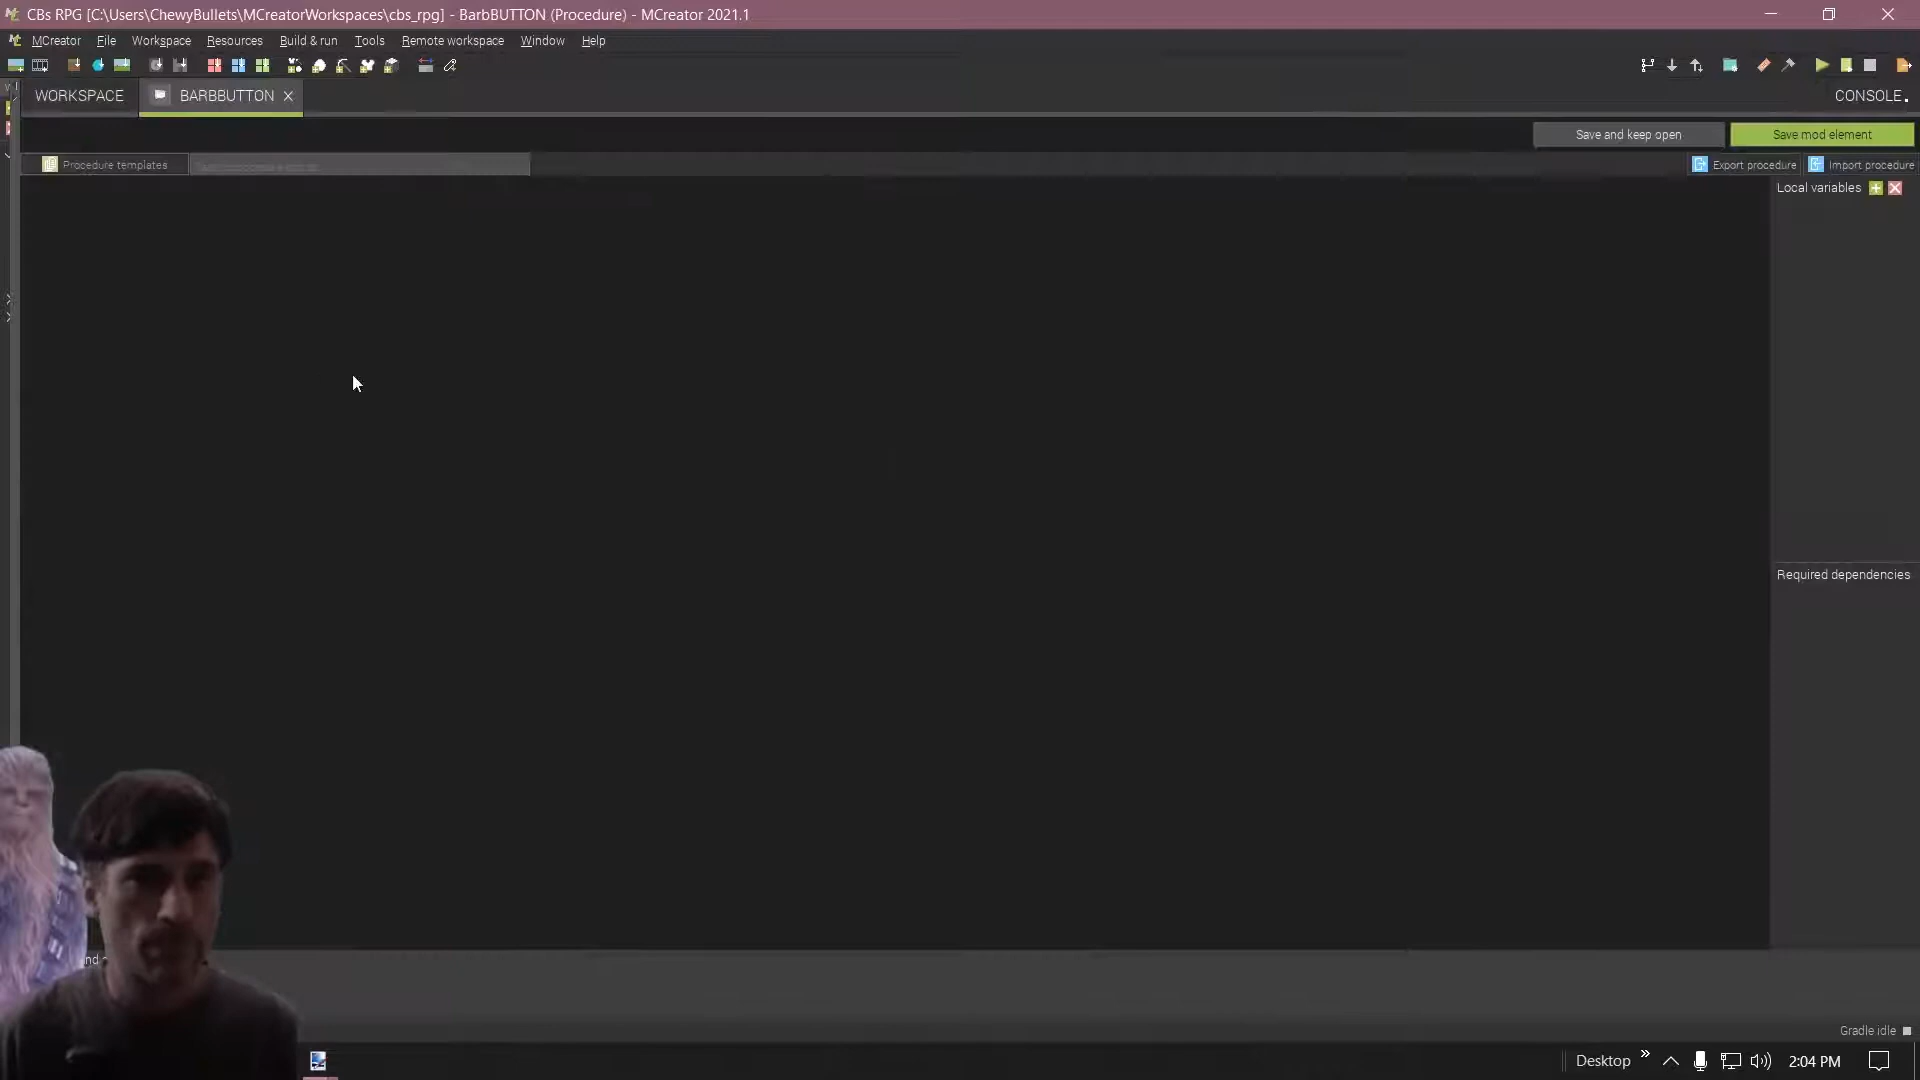 CBs RPG [C:\Users\ChewyBullets\MCreatorWorkspaces\cbs_rpg] - BarbBUTTON (Procedure) - MCreator 2021.1
MCreator File Workspace Resources Build & run Tools Remote workspace Window Help
WORKSPACE BARBBUTTON CONSOLE
Save and keep open Save mod element
Procedure templates Export procedure Import procedure
Local variables
Required dependencies
nd
Gradle idle
Desktop 2:04 PM